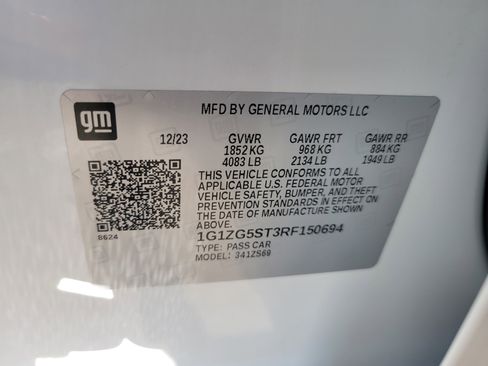 gm
MFD BY GENERAL MOTORS LLC
12/23 GVWR GAWR FRT GAWR RR
1852 KG 968 KG 884 KG
4083 LB 2134 LB 1949 LB
THIS VEHICLE CONFORMS TO ALL
APPLICABLE U.S. FEDERAL MOTOR
VEHICLE SAFETY, BUMPER, AND THEFT
PREVENTION STANDARDS IN EFFECT ON
THE DATE OF MANUFACTURE SHOWN
ABOVE.
8624
1G1ZG5ST3RF150694
TYPE: PASS CAR
MODEL: 341ZS69